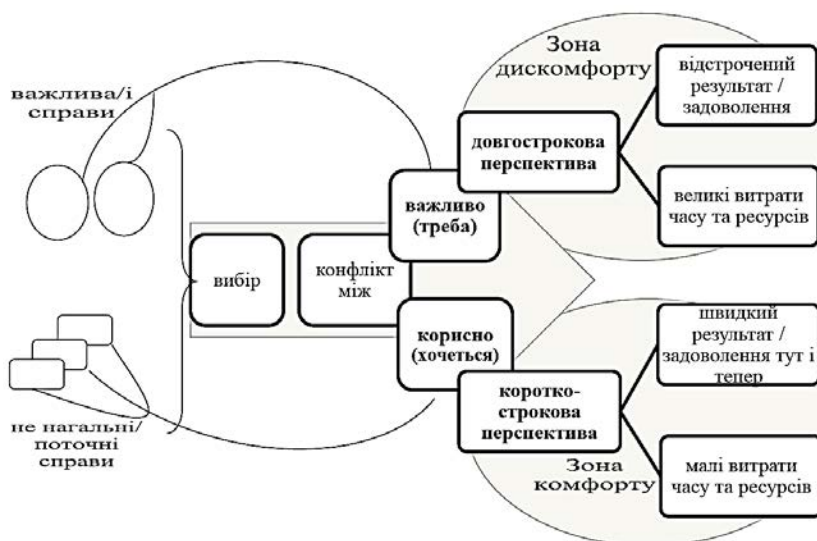 важлива/і
справи
не нагальні/
поточні
справи
вибір
конфлікт
між
важливо
(треба)
корисно
(хочеться)
Зона
дискомфорту
довгострокова
перспектива
відстрочений
результат /
задоволення
великі витрати
часу та ресурсів
коротко-
строкова
перспектива
Зона
комфорту
швидкий
результат /
задоволення тут і
тепер
малі витрати
часу та ресурсів